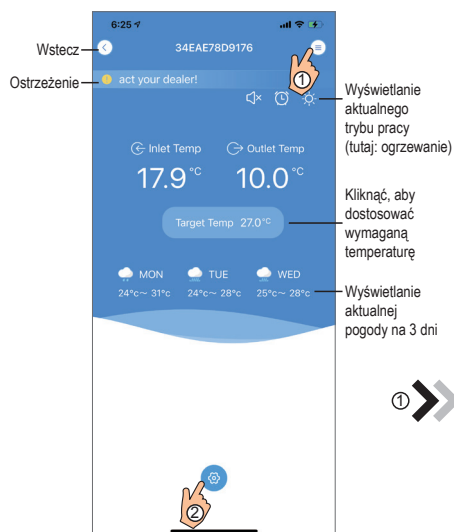 6:25
Wstecz
34EAE78D9176
①
Ostrzeżenie
act your dealer!
Wyświetlanie
aktualnego
trybu pracy
(tutaj: ogrzewanie)
Inlet Temp
Outlet Temp
17.9 °C
10.0 °C
Target Temp 27.0°C
Kliknąć, aby
dostosować
wymaganą
temperaturę
MON
TUE
WED
24°c~ 31°c
24°c~ 28°c
25°c~ 28°c
Wyświetlanie
aktualnej
pogody na 3 dni
①
②